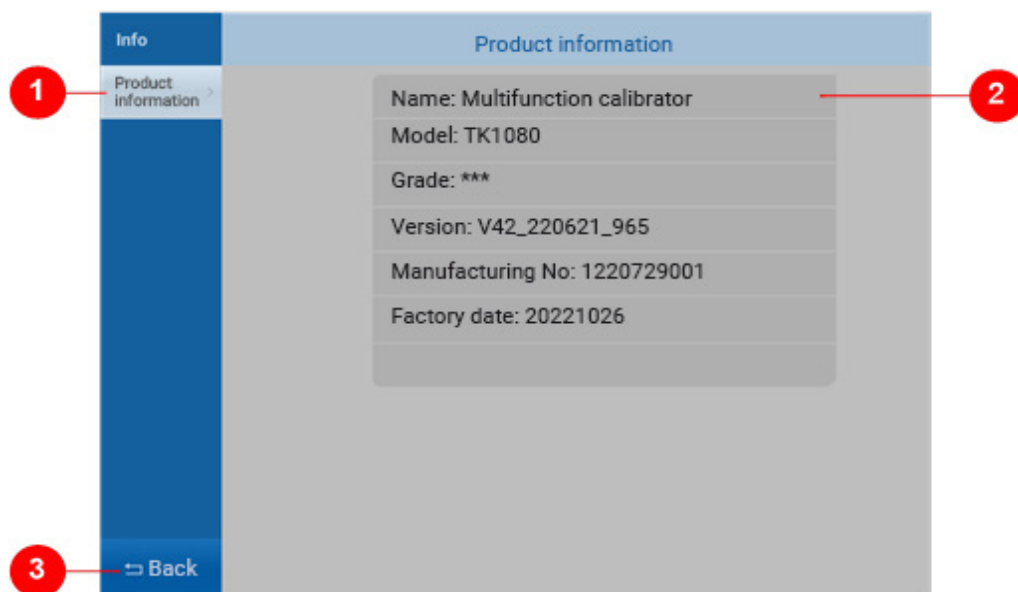 Info
Product information
1
Product
information
Name: Multifunction calibrator
2
Model: TK1080
Grade: ***
Version: V42_220621_965
Manufacturing No: 1220729001
Factory date: 20221026
3
Back